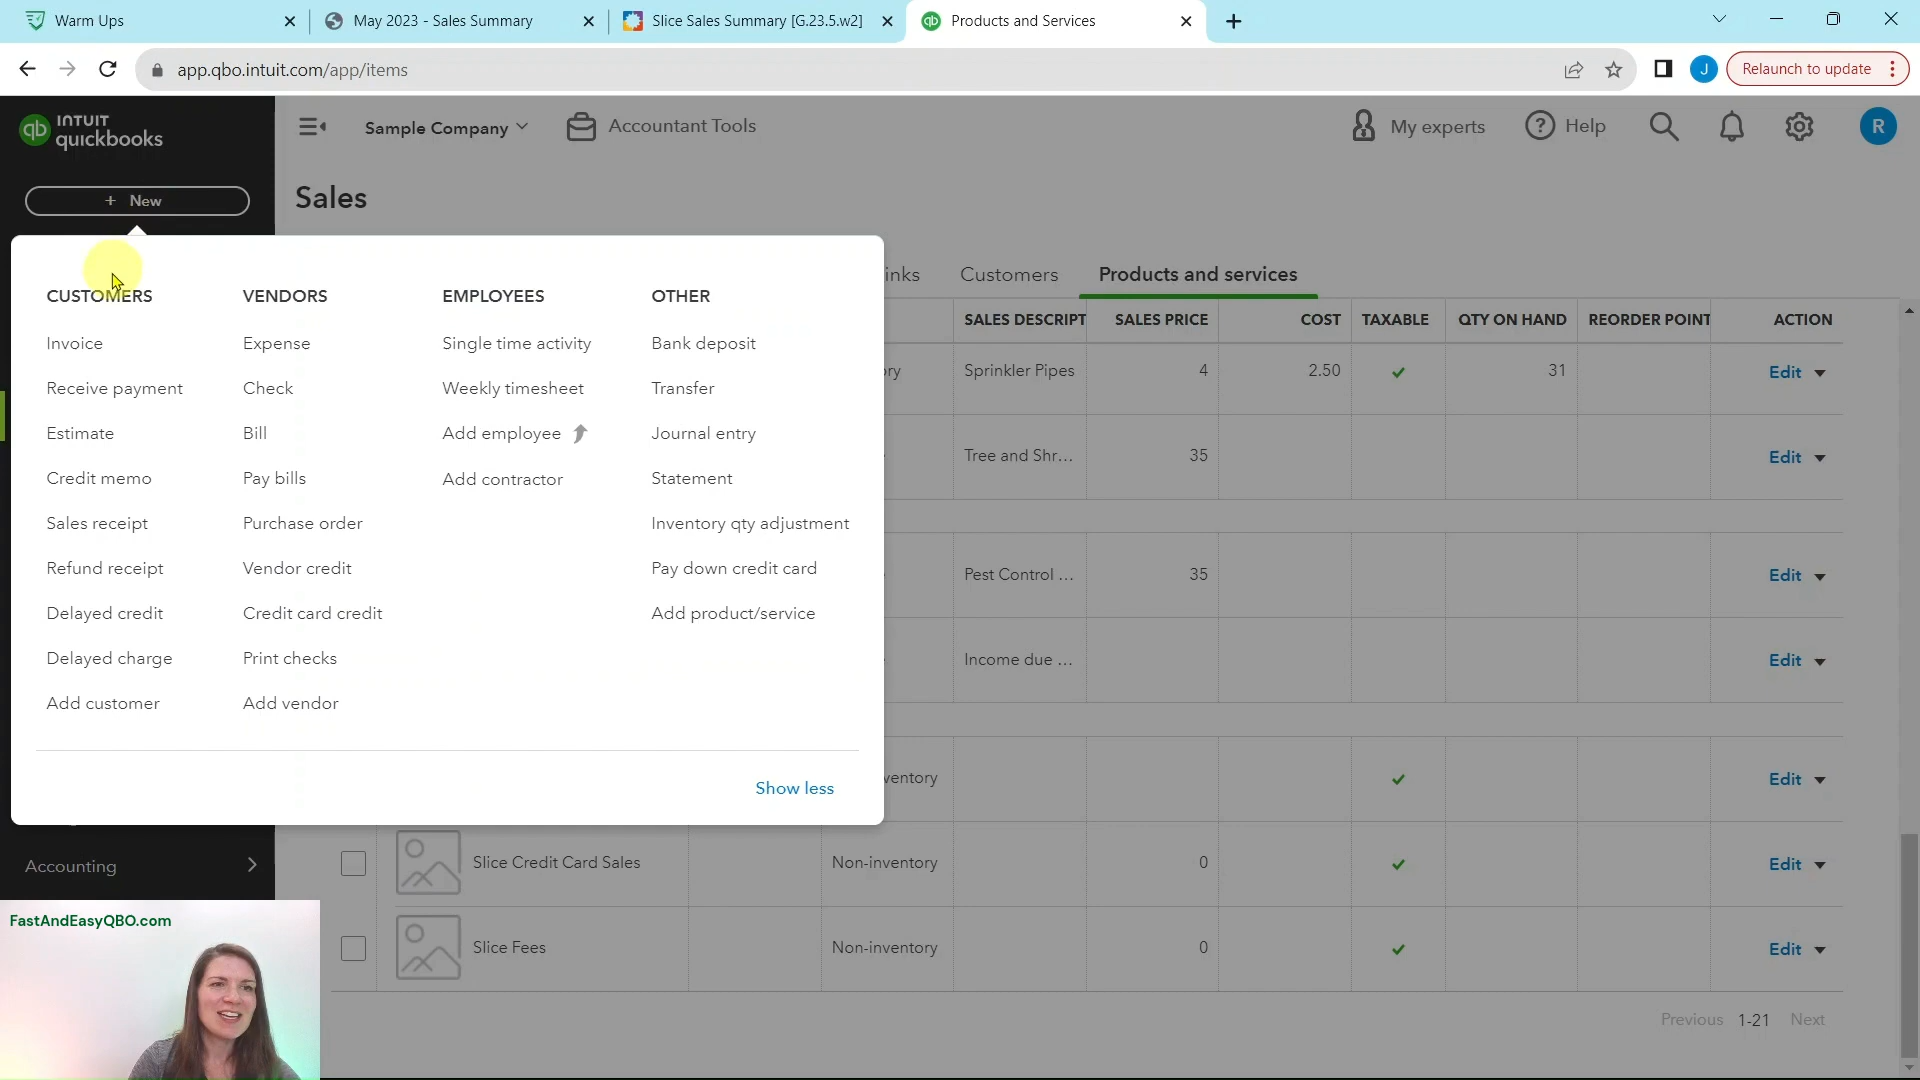 Warm Ups
May 2023 - Sales Summary
Slice Sales Summary [G.23.5.w2]
Products and Services
app.qbo.intuit.com/app/items
J
Relaunch to update
INTUIT
quickbooks
qb
Sample Company
Accountant Tools
My experts
Help
R
+ New
Sales
inks
Customers
Products and services
CUSTOMERS
Invoice
Receive payment
Estimate
Credit memo
Sales receipt
Refund receipt
Delayed credit
Delayed charge
Add customer
VENDORS
Expense
Check
Bill
Pay bills
Purchase order
Vendor credit
Credit card credit
Print checks
Add vendor
EMPLOYEES
Single time activity
Weekly timesheet
Add employee
Add contractor
OTHER
Bank deposit
Transfer
Journal entry
Statement
Inventory qty adjustment
Pay down credit card
Add product/service
Show less
SALES DESCRIPT SALES PRICE COST TAXABLE QTY ON HAND REORDER POINT ACTION
ory Sprinkler Pipes 4 2.50 31 Edit
Tree and Shr... 35 Edit
Pest Control ... 35 Edit
Income due ... Edit
ventory Edit
Slice Credit Card Sales Non-inventory 0 Edit
Slice Fees Non-inventory 0 Edit
Previous 1-21 Next
Accounting
FastAndEasyQBO.com